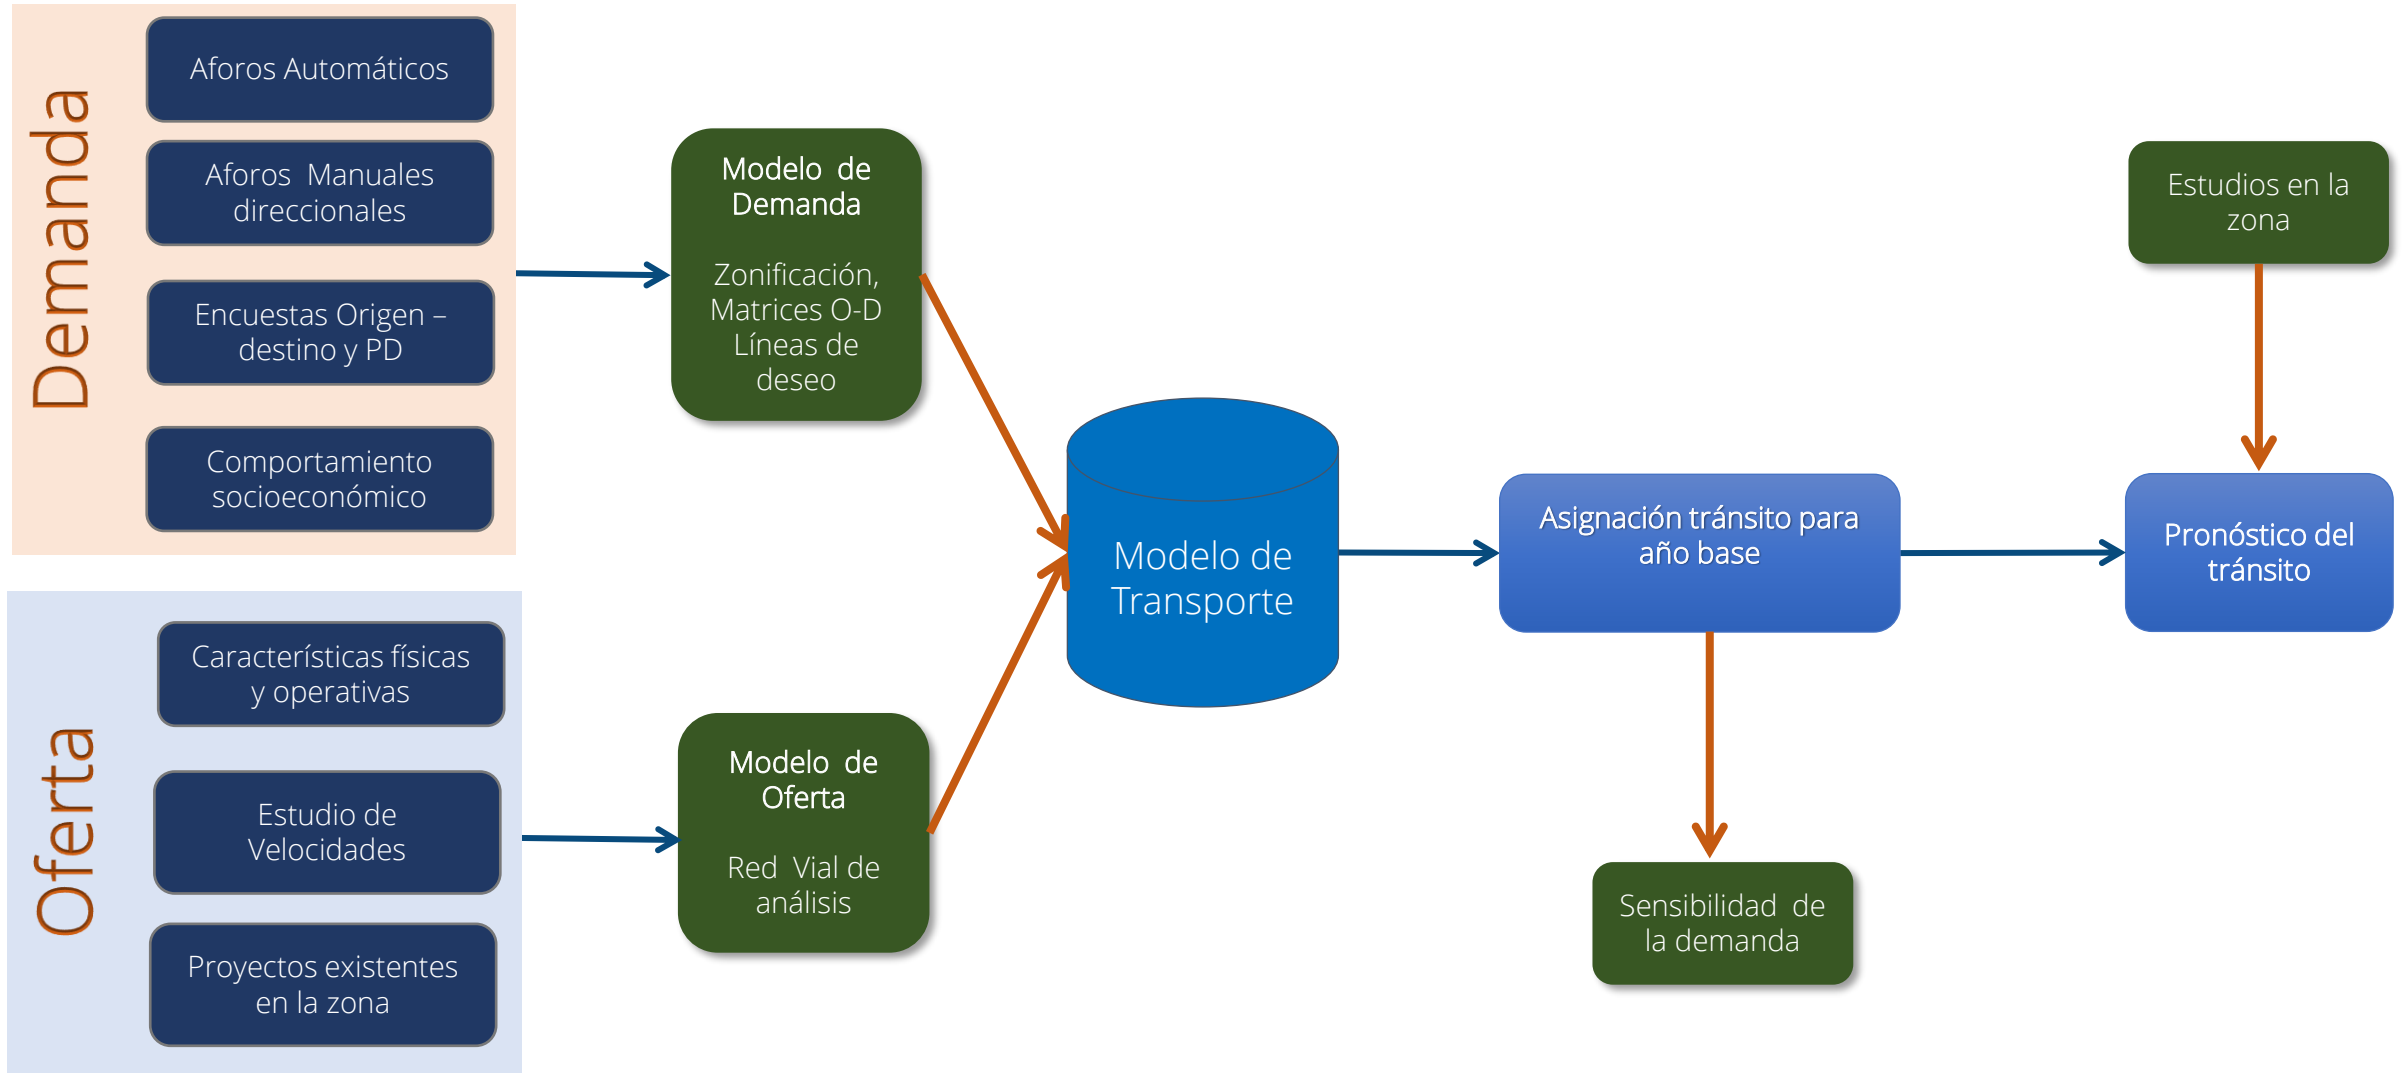 Demanda
Aforos Automáticos
Aforos Manuales
direccionales
Encuestas Origen –
destino y PD
Comportamiento
socioeconómico
Oferta
Características físicas
y operativas
Estudio de
Velocidades
Proyectos existentes
en la zona
Modelo de
Demanda
Zonificación,
Matrices O-D
Líneas de
deseo
Modelo de
Oferta
Red Vial de
análisis
Modelo de
Transporte
Asignación tránsito para
año base
Sensibilidad de
la demanda
Estudios en la
zona
Pronóstico del
tránsito